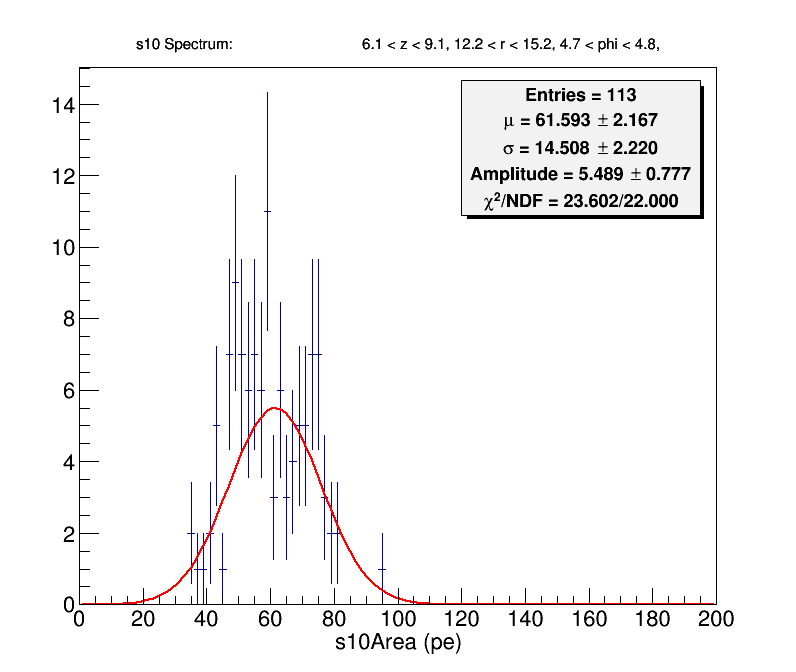 s10 Spectrum: 6.1 < z < 9.1, 12.2 < r < 15.2, 4.7 < phi < 4.8,
Entries = 113
μ = 61.593 ± 2.167
σ = 14.508 ± 2.220
Amplitude = 5.489 ± 0.777
χ²/NDF = 23.602/22.000
14
12
10
8
6
4
2
0
0 20 40 60 80 100 120 140 160 180 200
s10Area (pe)